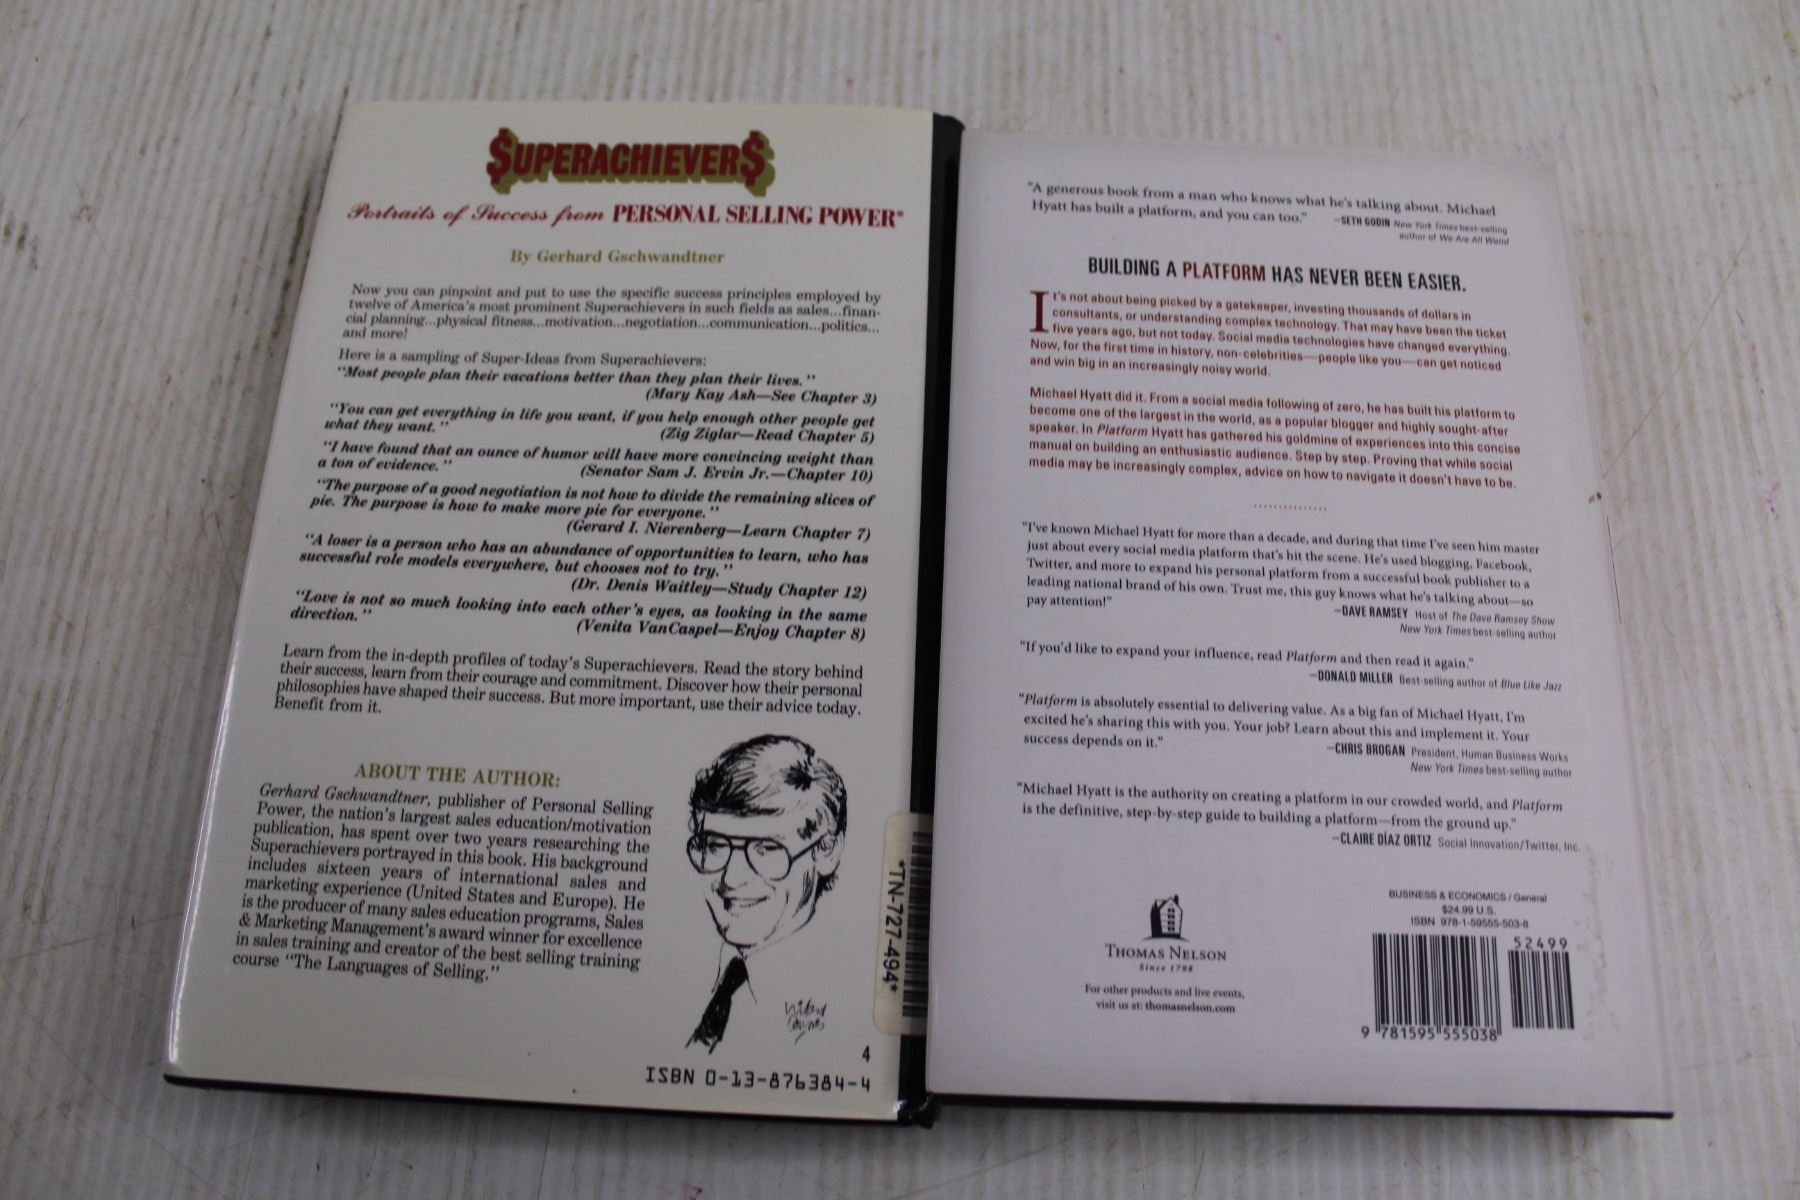 $UPERACHIEVER$
Portraits of Success from PERSONAL SELLING POWER®
By Gerhard Gschwandtner
Now you can pinpoint and put to use the specific success principles employed by
twelve of America's most prominent Superachievers in such fields as sales...finan-
cial planning...physical fitness...motivation...negotiation...communication...politics...
and more!
Here is a sampling of Super-Ideas from Superachievers:
"Most people plan their vacations better than they plan their lives."
(Mary Kay Ash—See Chapter 3)
"You can get everything in life you want, if you help enough other people get
what they want."
(Zig Ziglar—Read Chapter 5)
"I have found that an ounce of humor will have more convincing weight than
a ton of evidence."
(Senator Sam J. Ervin Jr.—Chapter 10)
"The purpose of a good negotiation is not how to divide the remaining slices of
pie. The purpose is how to make more pie for everyone."
(Gerard I. Nierenberg—Learn Chapter 7)
"A loser is a person who has an abundance of opportunities to learn, who has
successful role models everywhere, but chooses not to try."
(Dr. Denis Waitley—Study Chapter 12)
"Love is not so much looking into each other's eyes, as looking in the same
direction."
(Venita VanCaspel—Enjoy Chapter 8)
Learn from the in-depth profiles of today's Superachievers. Read the story behind
their success, learn from their courage and commitment. Discover how their personal
philosophies have shaped their success. But more important, use their advice today.
Benefit from it.
ABOUT THE AUTHOR:
Gerhard Gschwandtner, publisher of Personal Selling
Power, the nation's largest sales education/motivation
publication, has spent over two years researching the
Superachievers portrayed in this book. His background
includes sixteen years of international sales and
marketing experience (United States and Europe). He
is the producer of many sales education programs, Sales
& Marketing Management's award winner for excellence
in sales training and creator of the best selling training
course "The Languages of Selling."
4
ISBN 0-13-876384-4
*TN-727-494*
"A generous book from a man who knows what he's talking about. Michael
Hyatt has built a platform, and you can too."
–SETH GODIN New York Times best-selling
author of We Are All Weird
BUILDING A PLATFORM HAS NEVER BEEN EASIER.
It's not about being picked by a gatekeeper, investing thousands of dollars in
consultants, or understanding complex technology. That may have been the ticket
five years ago, but not today. Social media technologies have changed everything.
Now, for the first time in history, non-celebrities—people like you—can get noticed
and win big in an increasingly noisy world.
Michael Hyatt did it. From a social media following of zero, he has built his platform to
become one of the largest in the world, as a popular blogger and highly sought-after
speaker. In Platform Hyatt has gathered his goldmine of experiences into this concise
manual on building an enthusiastic audience. Step by step. Proving that while social
media may be increasingly complex, advice on how to navigate it doesn't have to be.
"I've known Michael Hyatt for more than a decade, and during that time I've seen him master
just about every social media platform that's hit the scene. He's used blogging, Facebook,
Twitter, and more to expand his personal platform from a successful book publisher to a
leading national brand of his own. Trust me, this guy knows what he's talking about—so
pay attention!"
–DAVE RAMSEY Host of The Dave Ramsey Show
New York Times best-selling author
"If you'd like to expand your influence, read Platform and then read it again."
–DONALD MILLER Best-selling author of Blue Like Jazz
"Platform is absolutely essential to delivering value. As a big fan of Michael Hyatt, I'm
excited he's sharing this with you. Your job? Learn about this and implement it. Your
success depends on it."
–CHRIS BROGAN President, Human Business Works
New York Times best-selling author
"Michael Hyatt is the authority on creating a platform in our crowded world, and Platform
is the definitive, step-by-step guide to building a platform—from the ground up."
–CLAIRE DÍAZ ORTIZ Social Innovation/Twitter, Inc.
THOMAS NELSON
Since 1798
For other products and live events,
visit us at: thomasnelson.com
BUSINESS & ECONOMICS / General
$24.99 U.S.
ISBN 978-1-59555-503-8
52499
9 781595 555038